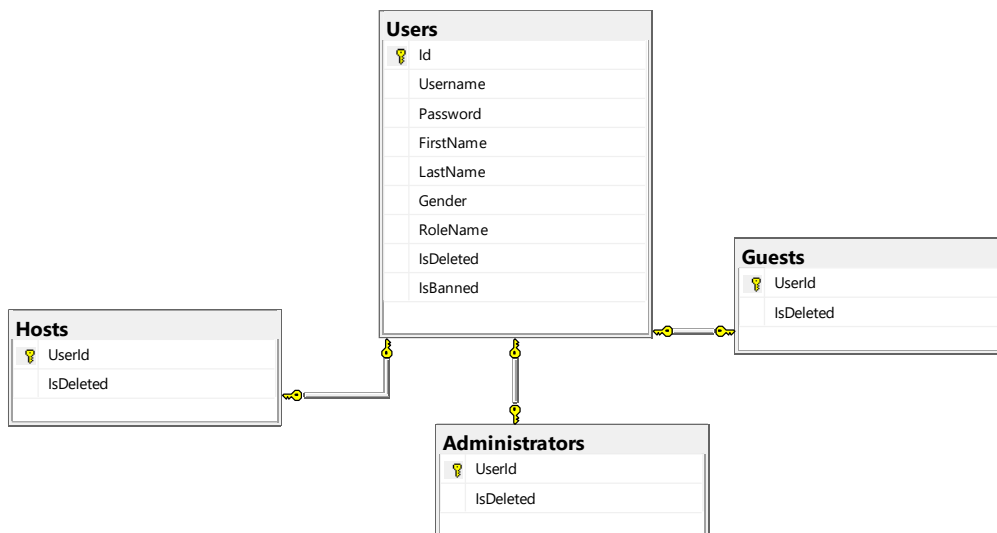 Users
Id
Username
Password
FirstName
LastName
Gender
RoleName
IsDeleted
IsBanned
Guests
UserId
IsDeleted
Hosts
UserId
IsDeleted
Administrators
UserId
IsDeleted